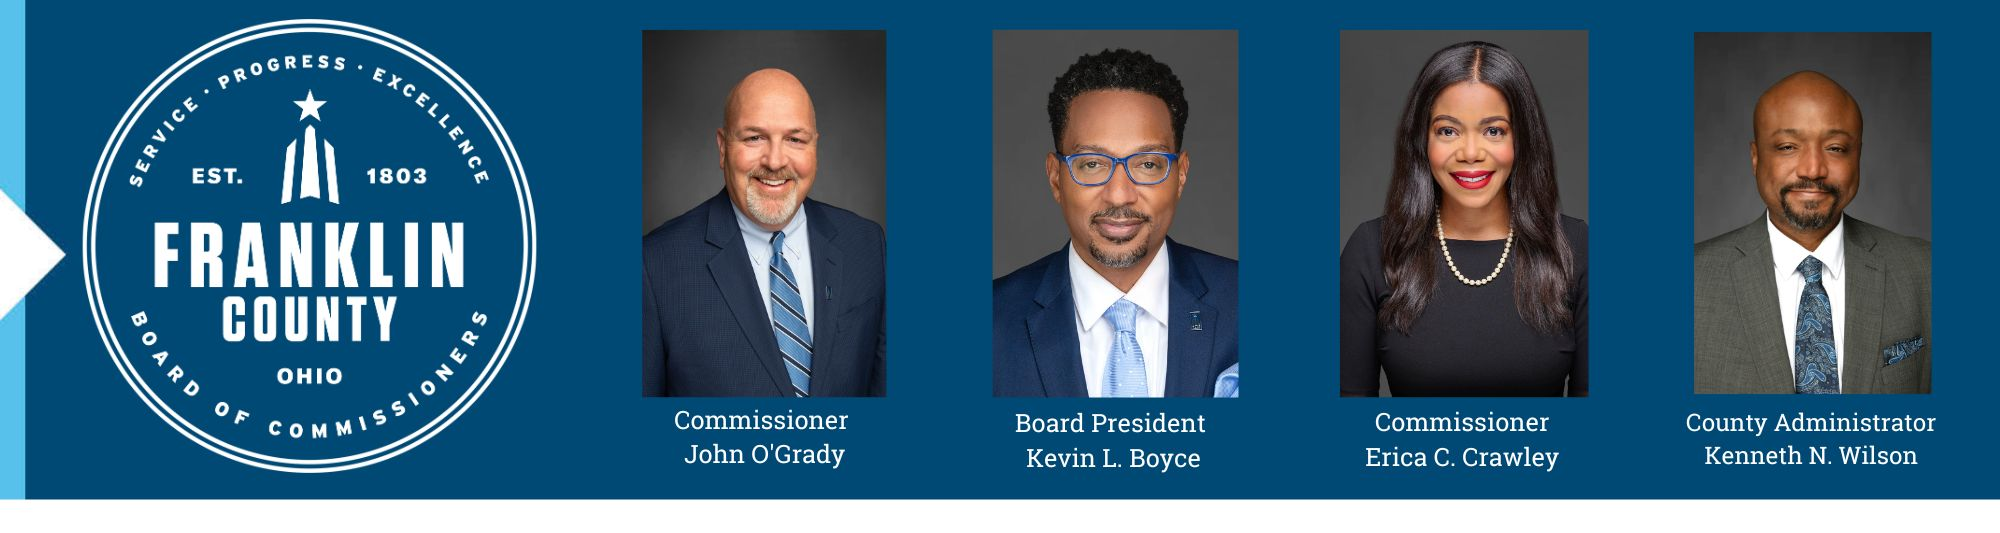 SERVICE · PROGRESS · EXCELLENCE
EST. 1803
FRANKLIN
COUNTY
OHIO
BOARD OF COMMISSIONERS
Commissioner
John O'Grady
Board President
Kevin L. Boyce
Commissioner
Erica C. Crawley
County Administrator
Kenneth N. Wilson